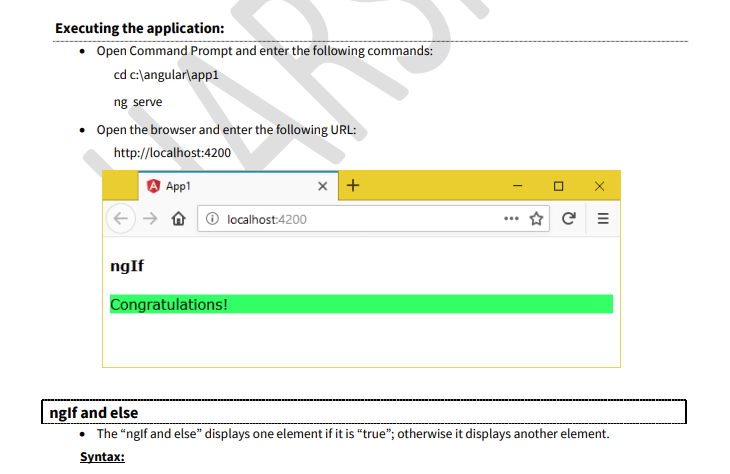 Executing the application:
• Open Command Prompt and enter the following commands:
cd c:\angular\app1
ng serve
• Open the browser and enter the following URL:
http://localhost:4200
App1
localhost:4200
ngIf
Congratulations!
ngIf and else
• The “ngIf and else” displays one element if it is “true”; otherwise it displays another element.
Syntax: